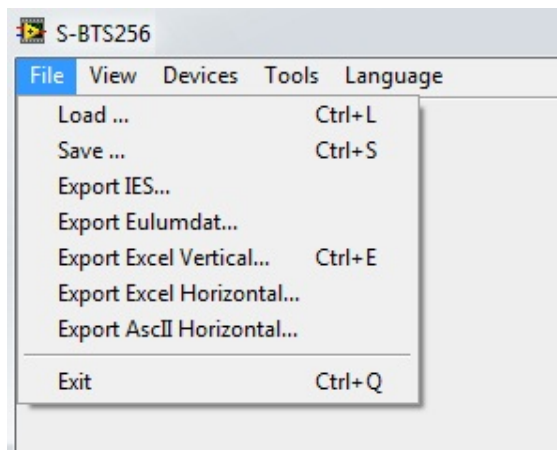 S-BTS256
File View Devices Tools Language
Load ... Ctrl+L
Save ... Ctrl+S
Export IES...
Export Eulumdat...
Export Excel Vertical... Ctrl+E
Export Excel Horizontal...
Export AscII Horizontal...
Exit Ctrl+Q